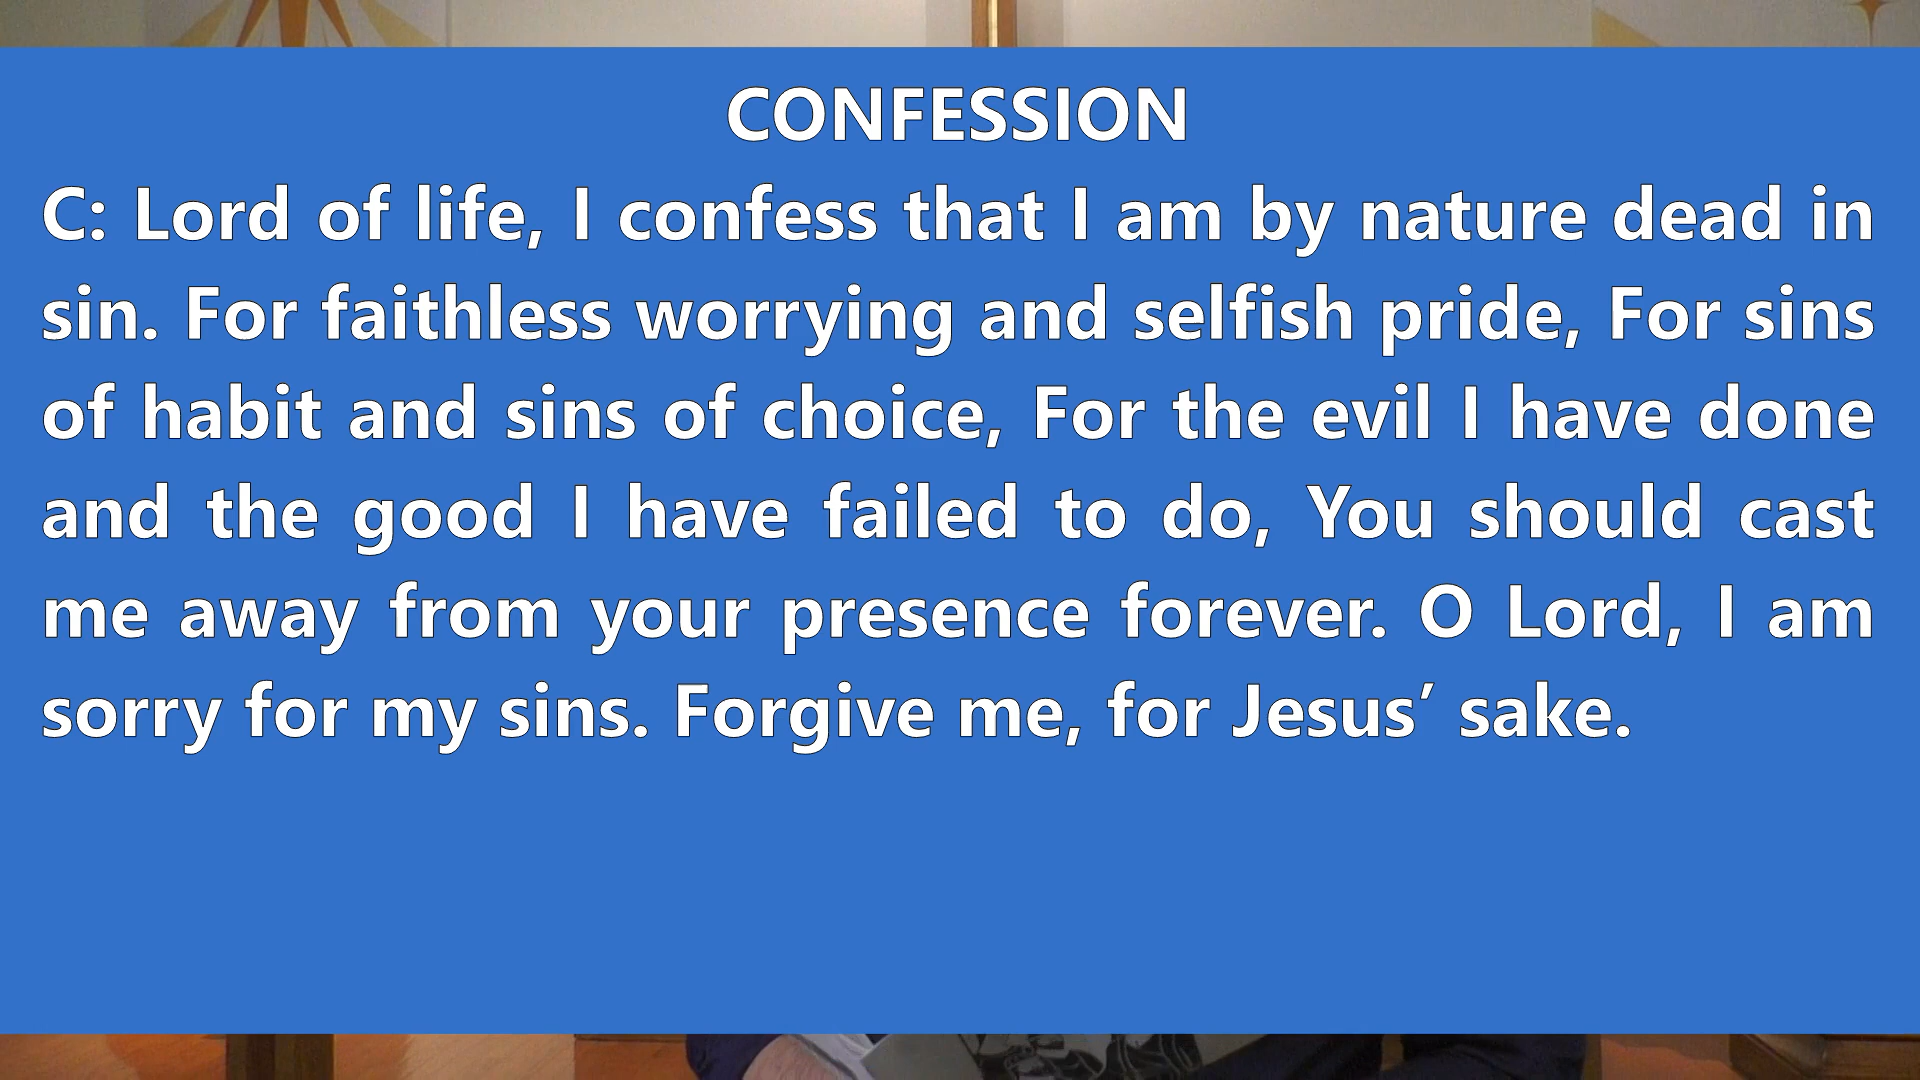 CONFESSION
C: Lord of life, I confess that I am by nature dead in
sin. For faithless worrying and selfish pride, For sins
of habit and sins of choice, For the evil I have done
and the good I have failed to do, You should cast
me away from your presence forever. O Lord, I am
sorry for my sins. Forgive me, for Jesus’ sake.